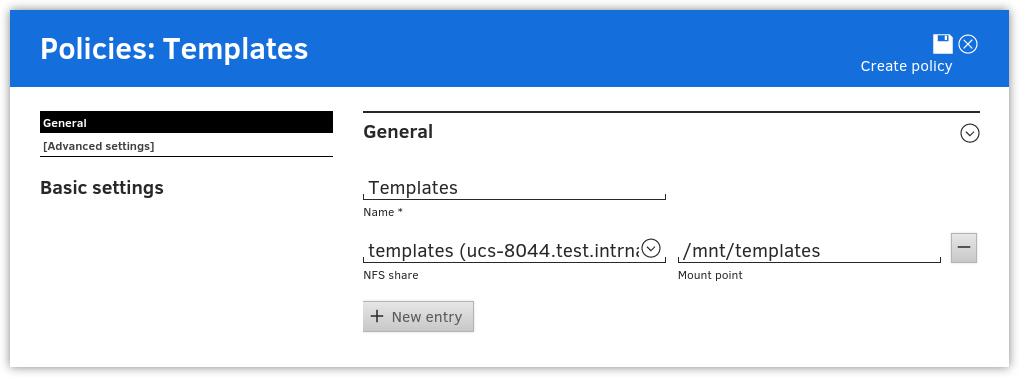 Policies: Templates
Create policy
General
[Advanced settings]
Basic settings
General
Templates
Name *
templates (ucs-8044.test.intrna
NFS share
/mnt/templates
Mount point
+ New entry